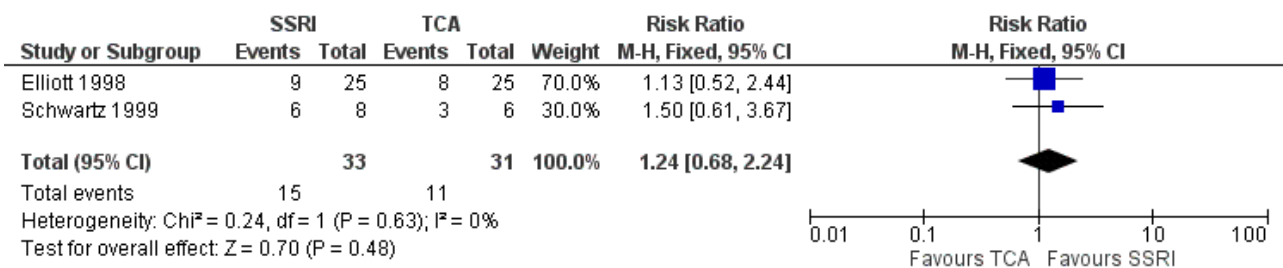 SSRI TCA Risk Ratio Risk Ratio
Study or Subgroup Events Total Events Total Weight M-H, Fixed, 95% CI M-H, Fixed, 95% CI
Elliott 1998 9 25 8 25 70.0% 1.13 [0.52, 2.44]
Schwartz 1999 6 8 3 6 30.0% 1.50 [0.61, 3.67]
Total (95% CI) 33 31 100.0% 1.24 [0.68, 2.24]
Total events 15 11
Heterogeneity: Chi² = 0.24, df = 1 (P = 0.63); I² = 0%
Test for overall effect: Z = 0.70 (P = 0.48)
0.01 0.1 1 10 100
Favours TCA Favours SSRI